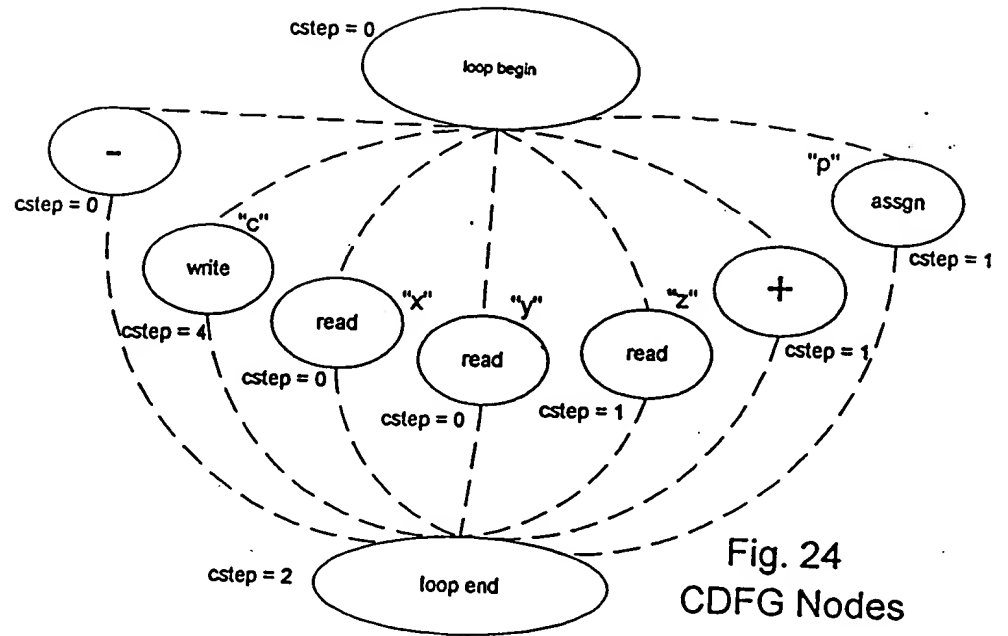 cstep = 0
loop begin
-
cstep = 0
"c"
write
cstep = 4
"x"
read
cstep = 0
"y"
read
cstep = 0
"z"
read
cstep = 1
+
cstep = 1
"p"
assgn
cstep = 1
cstep = 2
loop end
Fig. 24
CDFG Nodes